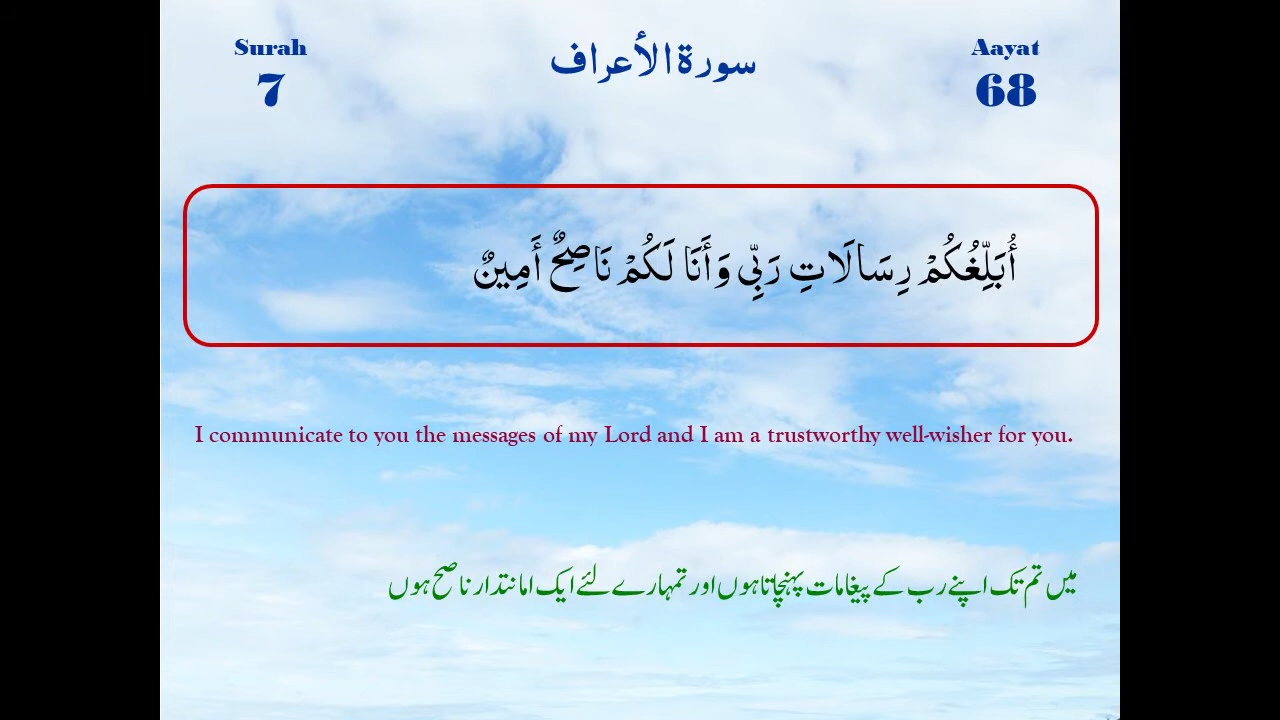 Surah
سورة الأعراف
Aayat
7
68
أُبَلِّغُكُمْ رِسَالَاتِ رَبِّي وَأَنَا لَكُمْ نَاصِحٌ أَمِينٌ
I communicate to you the messages of my Lord and I am a trustworthy well-wisher for you.
میں تم تک اپنے رب کے پیغامات پہنچاتا ہوں اور تمہارے لئے ایک امانتدار ناصح ہوں